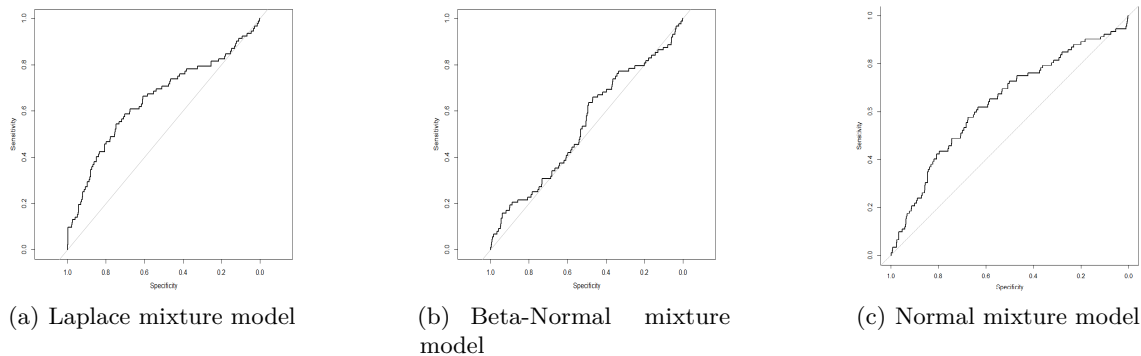 1.0
0.8
0.6
0.4
0.2
0.0
Sensitivity
1.0 0.8 0.6 0.4 0.2 0.0
Specificity
(a) Laplace mixture model
1.0
0.8
0.6
0.4
0.2
0.0
Sensitivity
1.0 0.8 0.6 0.4 0.2 0.0
Specificity
(b) Beta-Normal mixture
model
1.0
0.8
0.6
0.4
0.2
0.0
Sensitivity
1.0 0.8 0.6 0.4 0.2 0.0
Specificity
(c) Normal mixture model